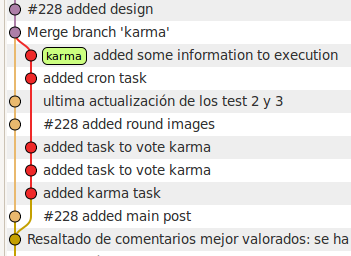 #228 added design
Merge branch 'karma'
karma added some information to execution
added cron task
ultima actualización de los test 2 y 3
#228 added round images
added task to vote karma
added task to vote karma
added karma task
#228 added main post
Resaltado de comentarios mejor valorados: se ha